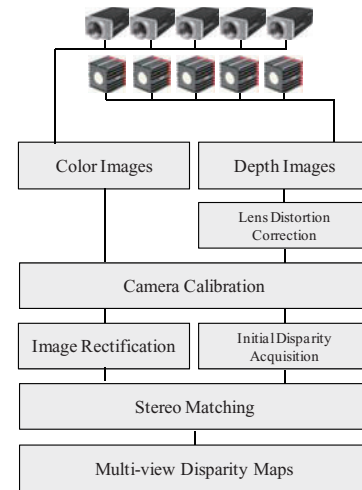 Color Images
Depth Images
Lens Distortion
Correction
Camera Calibration
Image Rectification
Initial Disparity
Acquisition
Stereo Matching
Multi-view Disparity Maps